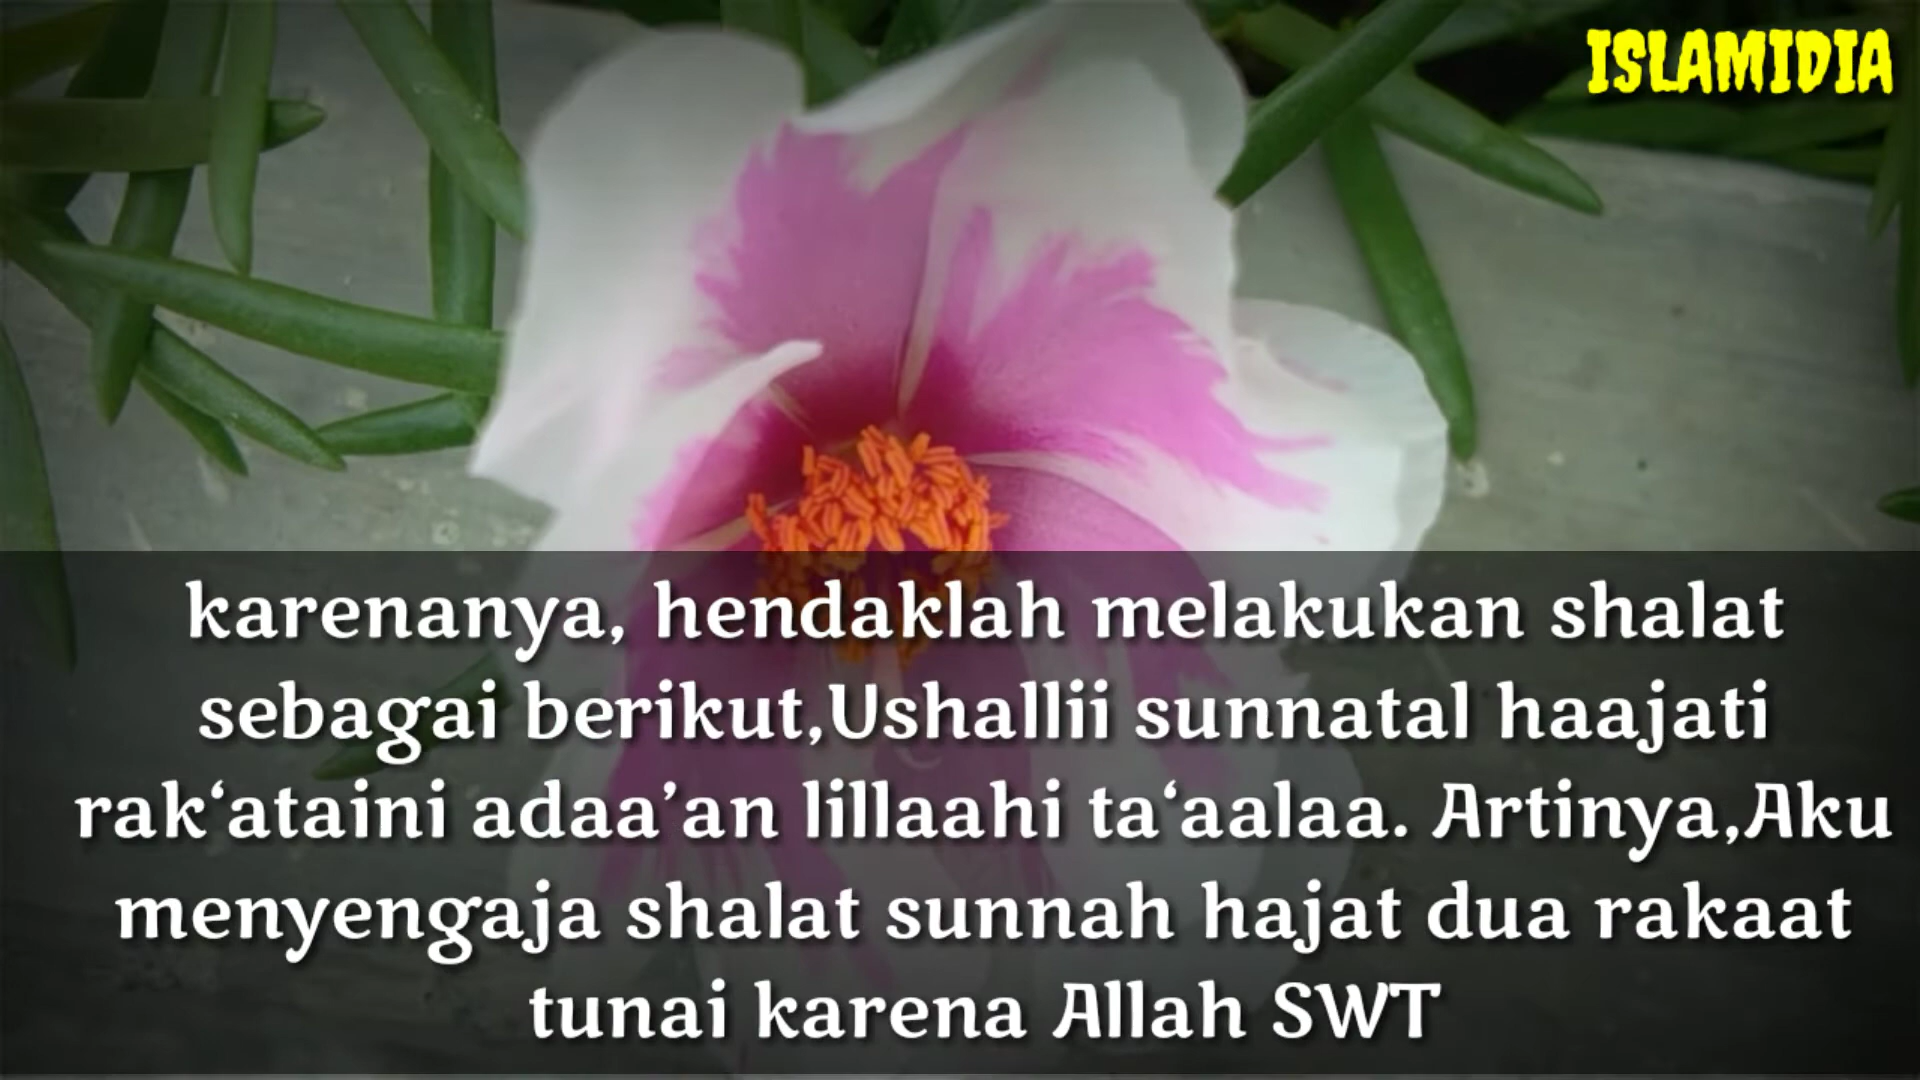 ISLAMIDIA
karenanya, hendaklah melakukan shalat
sebagai berikut,Ushallii sunnatal haajati
rak‘ataini adaa’an lillaahi ta‘aalaa. Artinya,Aku
menyengaja shalat sunnah hajat dua rakaat
tunai karena Allah SWT